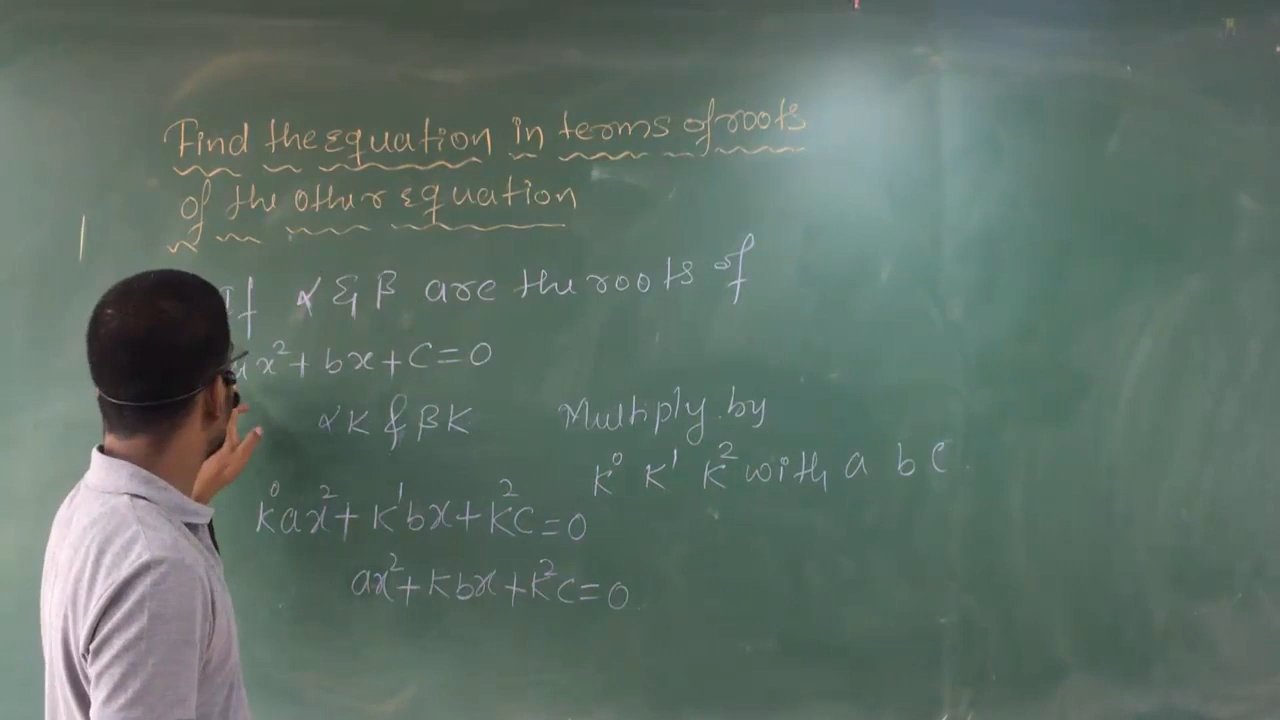 Find the equation in terms of roots
of the other equation
If α & β are the roots of
ax²+bx+c=0
αK & βK
Multiply by
K⁰ K¹ K² with a b c.
K⁰ax²+K¹bx+K²c=0
ax²+Kbx+K²c=0